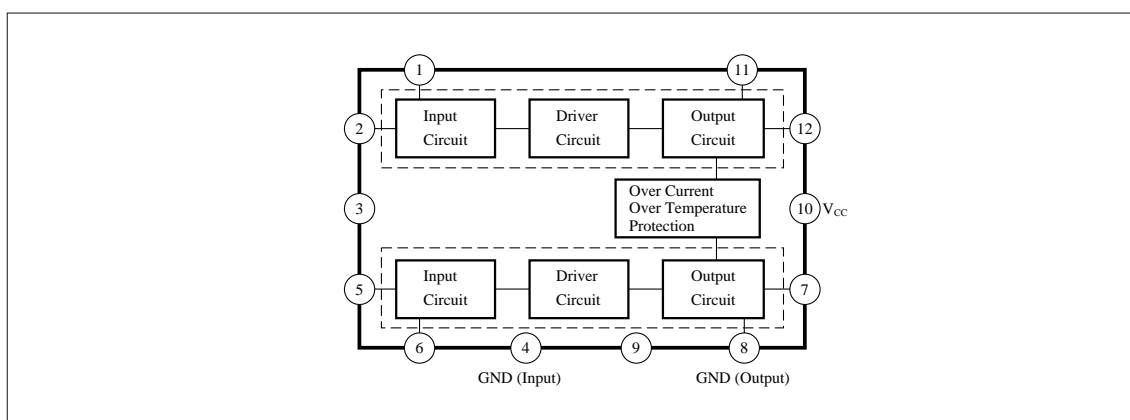 1
11
2
Input
Circuit
Driver
Circuit
Output
Circuit
12
3
Over Current
Over Temperature
Protection
10
VCC
5
Input
Circuit
Driver
Circuit
Output
Circuit
7
6
4
9
8
GND (Input)
GND (Output)